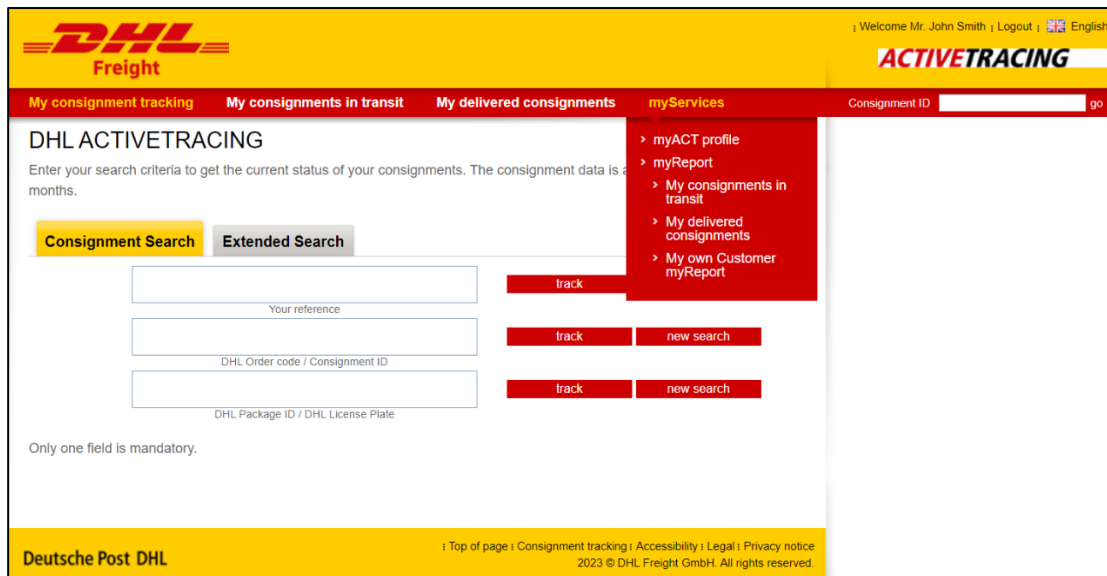 Welcome Mr. John Smith Logout English
DHL
Freight
ACTIVETRACING
My consignment tracking My consignments in transit My delivered consignments myServices Consignment ID go
DHL ACTIVETRACING
Enter your search criteria to get the current status of your consignments. The consignment data is
months.
myACT profile
myReport
My consignments in
transit
My delivered
consignments
My own Customer
myReport
Consignment Search Extended Search
track
Your reference
track new search
DHL Order code / Consignment ID
track new search
DHL Package ID / DHL License Plate
Only one field is mandatory.
Top of page Consignment tracking Accessibility Legal Privacy notice
Deutsche Post DHL
2023 © DHL Freight GmbH. All rights reserved.